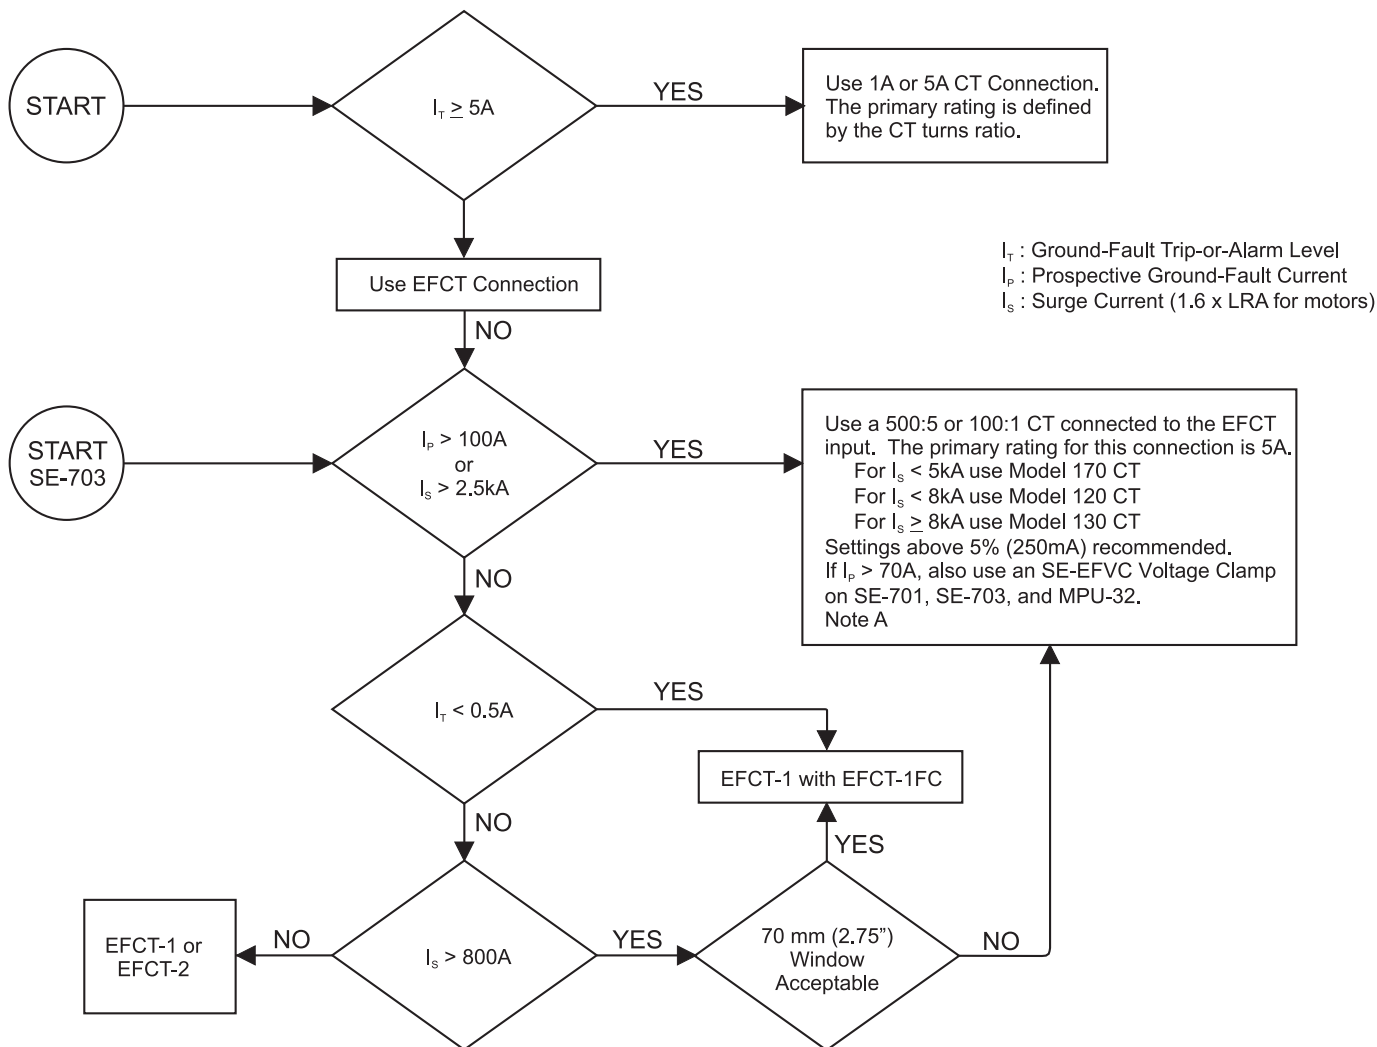 START
I_T ≥ 5A
YES
Use 1A or 5A CT Connection.
The primary rating is defined
by the CT turns ratio.
Use EFCT Connection
I_T : Ground-Fault Trip-or-Alarm Level
I_P : Prospective Ground-Fault Current
I_S : Surge Current (1.6 x LRA for motors)
NO
START
SE-703
I_P > 100A
or
I_S > 2.5kA
YES
Use a 500:5 or 100:1 CT connected to the EFCT
input. The primary rating for this connection is 5A.
For I_S < 5kA use Model 170 CT
For I_S < 8kA use Model 120 CT
For I_S ≥ 8kA use Model 130 CT
Settings above 5% (250mA) recommended.
If I_P > 70A, also use an SE-EFVC Voltage Clamp
on SE-701, SE-703, and MPU-32.
Note A
NO
I_T < 0.5A
YES
EFCT-1 with EFCT-1FC
NO
YES
EFCT-1 or
EFCT-2
NO
I_S > 800A
YES
70 mm (2.75”)
Window
Acceptable
NO